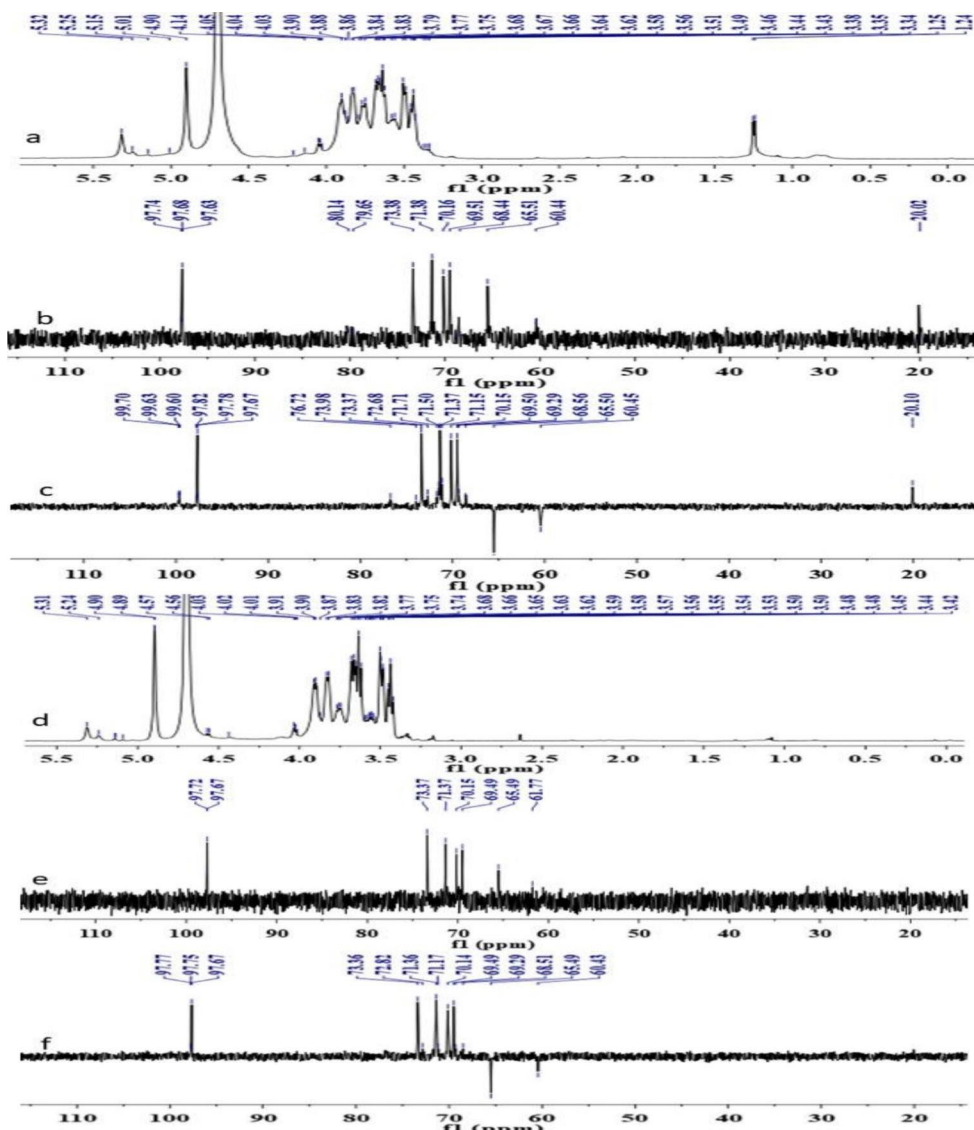 5.32 5.25 5.15 5.01 4.90 4.14 4.05 4.04 4.03 3.90 3.88 3.86 3.84 3.83 3.79 3.77 3.75 3.68 3.67 3.66 3.64 3.62 3.58 3.56 3.51 3.49 3.46 3.44 3.43 3.38 3.35 3.34 1.25 1.24
a
5.5 5.0 4.5 4.0 3.5 3.0 2.5 2.0 1.5 1.0 0.5 0.0
f1 (ppm)
97.74 97.68 97.63 80.14 79.65 73.38 71.38 70.16 69.51 68.44 65.51 60.44 20.02
b
110 100 90 80 70 60 50 40 30 20
f1 (ppm)
99.70 99.63 99.60 97.82 97.78 97.67 76.72 73.98 73.37 72.68 71.71 71.50 71.37 71.15 70.15 69.50 69.29 68.56 65.50 60.45 20.10
c
110 100 90 80 70 60 50 40 30 20
f1 (ppm)
5.31 5.24 4.90 4.89 4.57 4.56 4.03 4.02 4.01 3.91 3.90 3.87 3.83 3.82 3.77 3.75 3.74 3.68 3.66 3.65 3.63 3.62 3.59 3.58 3.57 3.56 3.55 3.54 3.53 3.50 3.50 3.48 3.48 3.45 3.44 3.42
d
5.5 5.0 4.5 4.0 3.5 3.0 2.5 2.0 1.5 1.0 0.5 0.0
f1 (ppm)
97.72 97.67 73.37 71.37 70.15 69.49 65.49 61.77
e
110 100 90 80 70 60 50 40 30 20
f1 (ppm)
97.77 97.75 97.67 73.36 72.82 71.36 71.17 70.14 69.49 69.29 68.51 65.49 60.43
f
110 100 90 80 70 60 50 40 30 20
f1 (ppm)